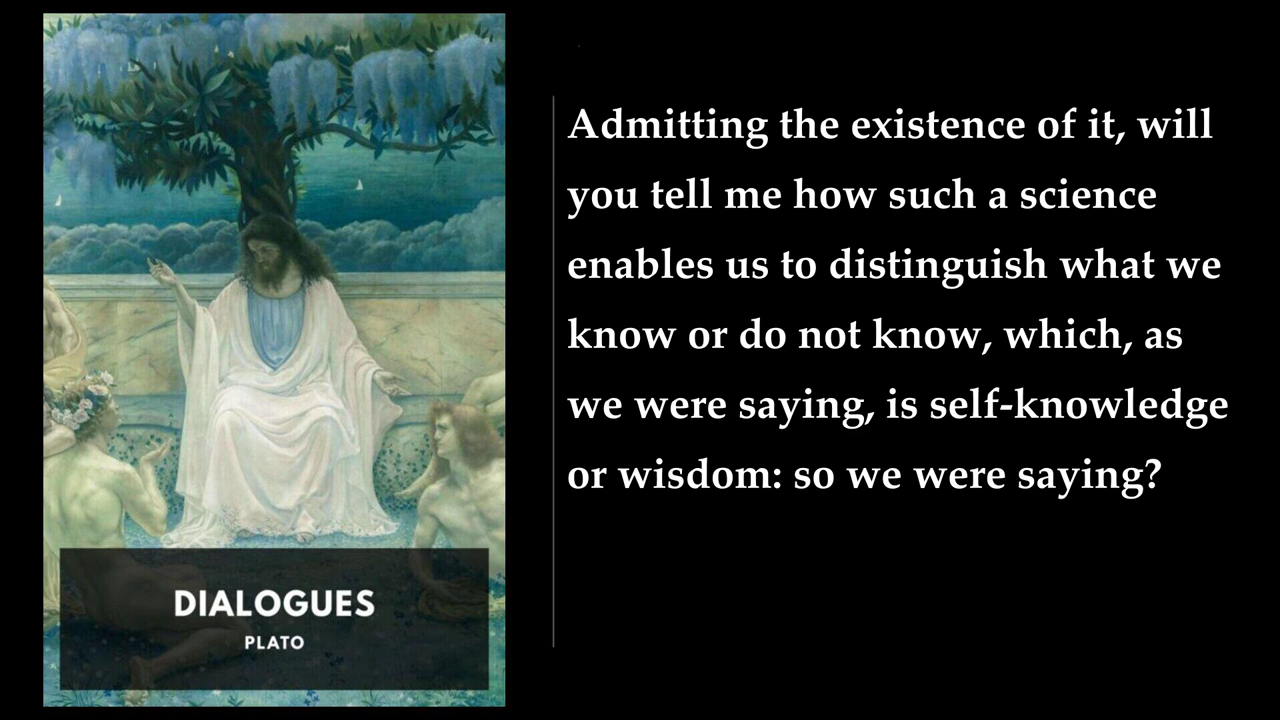 DIALOGUES
PLATO
Admitting the existence of it, will
you tell me how such a science
enables us to distinguish what we
know or do not know, which, as
we were saying, is self-knowledge
or wisdom: so we were saying?